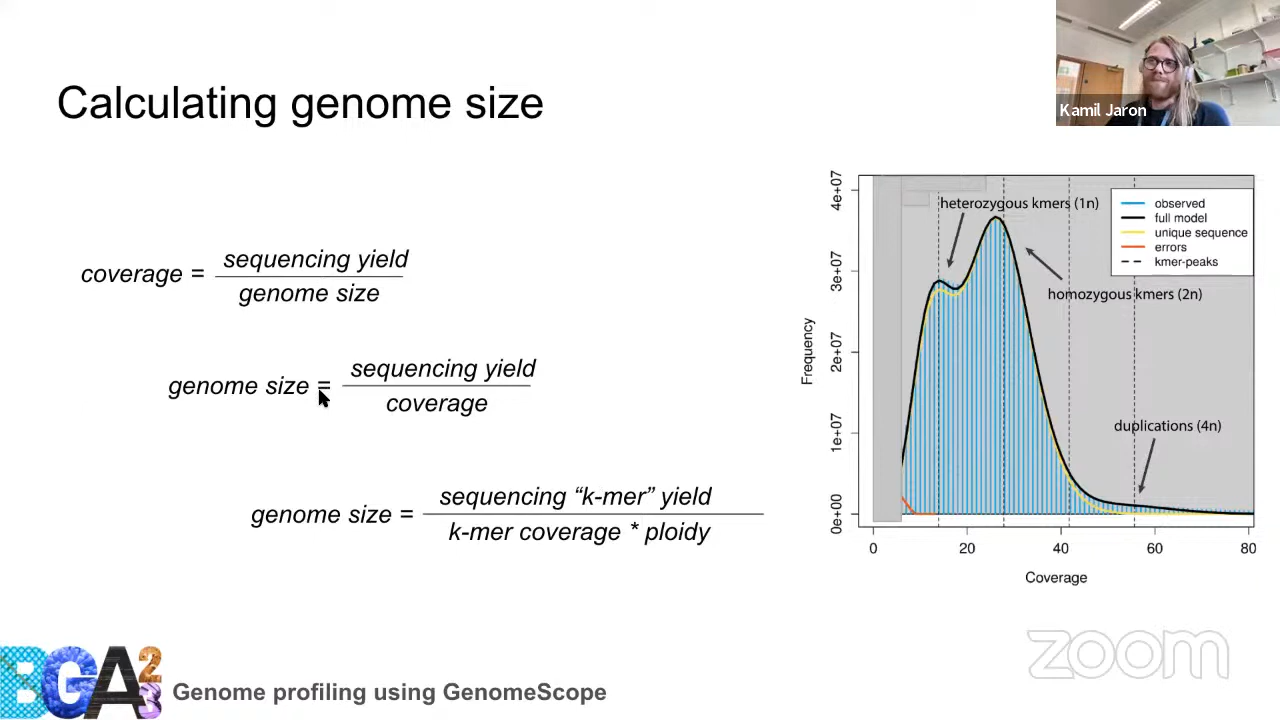 Kamil Jaron
Calculating genome size
coverage =
sequencing yield
genome size
genome size =
sequencing yield
coverage
genome size =
sequencing “k-mer” yield
k-mer coverage * ploidy
heterozygous kmers (1n)
homozygous kmers (2n)
duplications (4n)
observed
full model
unique sequence
errors
kmer-peaks
Frequency
4e+07
3e+07
2e+07
1e+07
0e+00
0 20 40 60 80
Coverage
zoom
BGA23
Genome profiling using GenomeScope